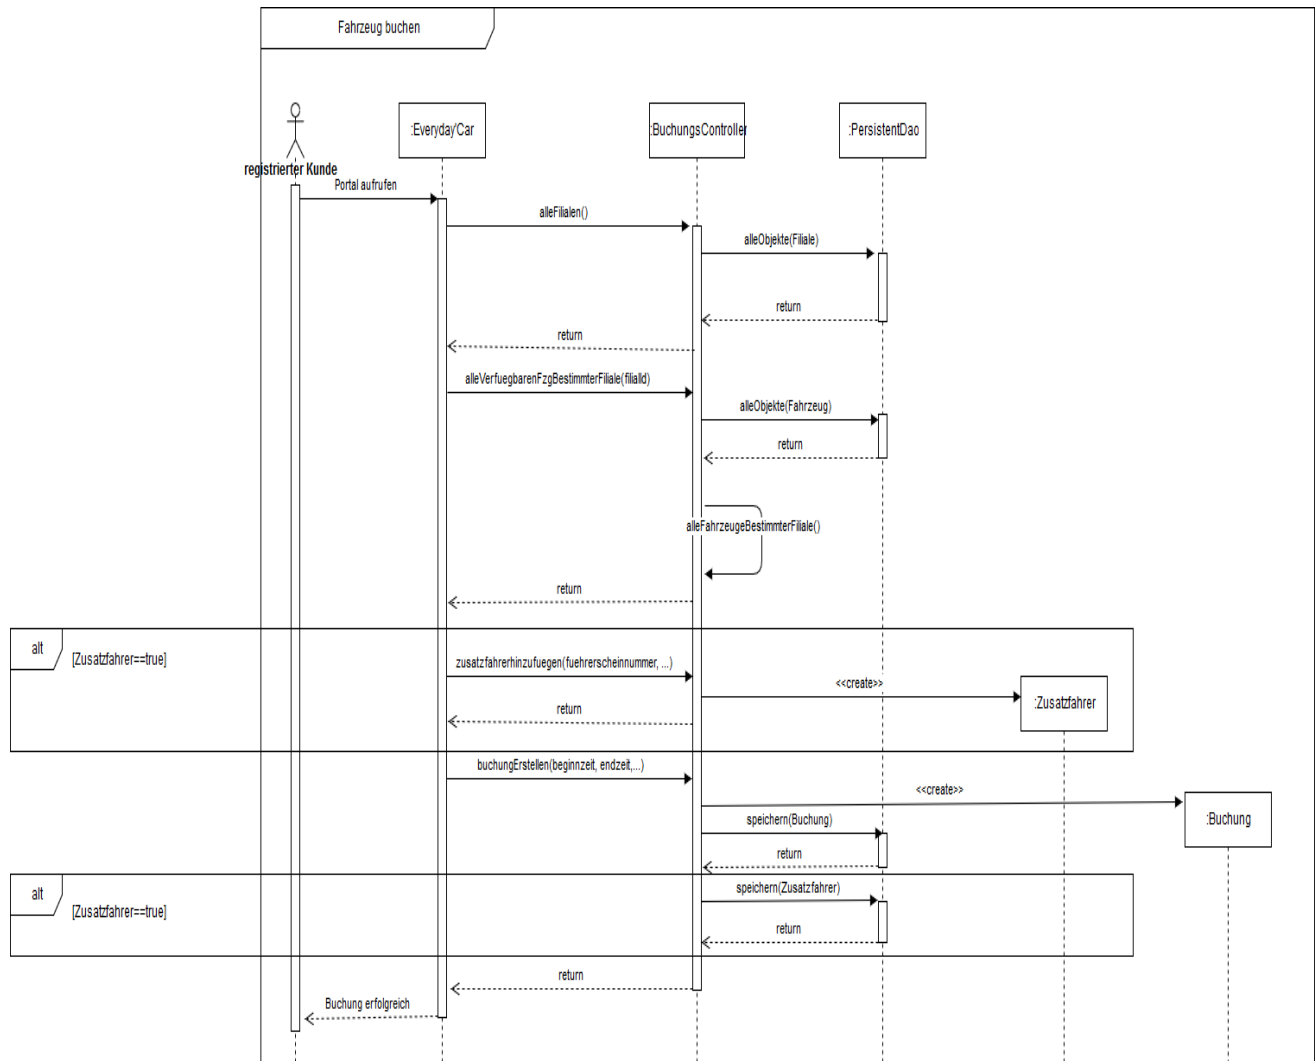 Fahrzeug buchen
:Everyday'Car
:BuchungsController
:PersistentDao
registrierter Kunde
Portal aufrufen
alleFilialen()
alleObjekte(Filiale)
return
return
alleVerfuegbarenFzgBestimmterFiliale(filialId)
alleObjekte(Fahrzeug)
return
alleFahrzeugeBestimmterFiliale()
return
alt
[Zusatzfahrer==true]
zusatzfahrerhinzufuegen(fuehrerscheinnummer, ...)
<<create>>
:Zusatzfahrer
return
buchungErstellen(beginnzeit, endzeit,...)
<<create>>
:Buchung
speichern(Buchung)
return
alt
[Zusatzfahrer==true]
speichern(Zusatzfahrer)
return
return
Buchung erfolgreich